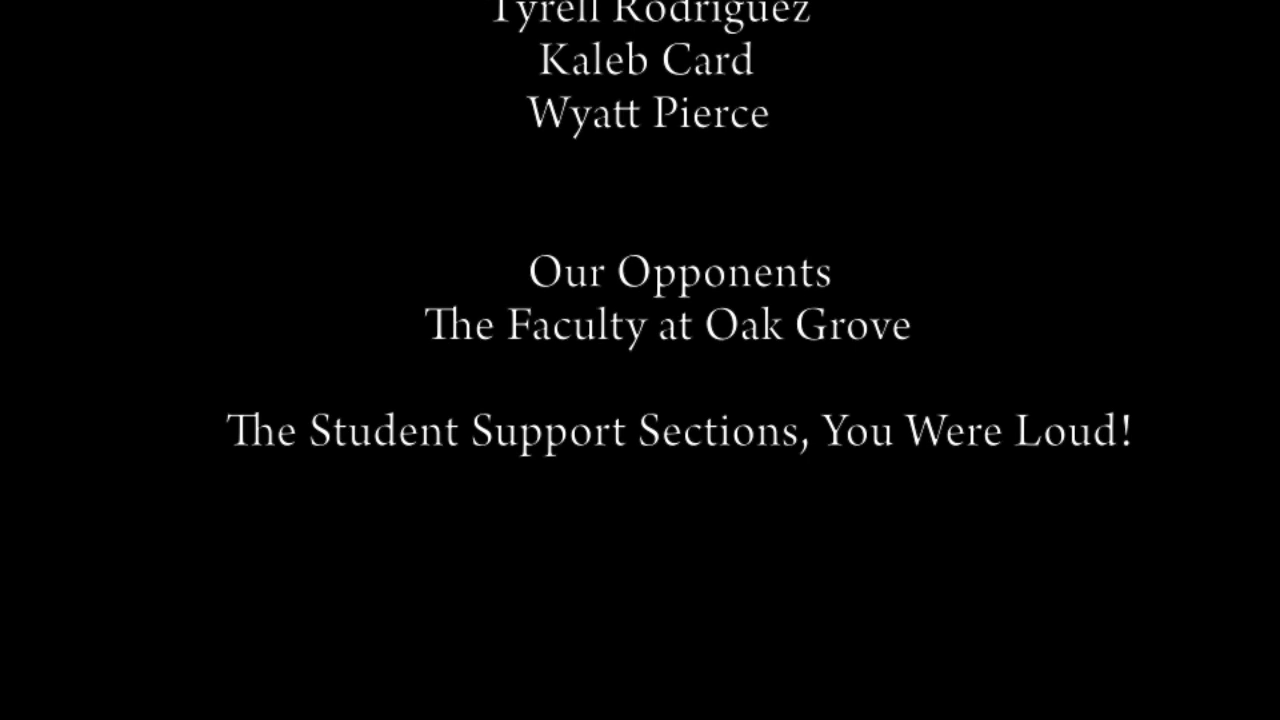 Tyrell Rodriguez
Kaleb Card
Wyatt Pierce
Our Opponents
The Faculty at Oak Grove
The Student Support Sections, You Were Loud!